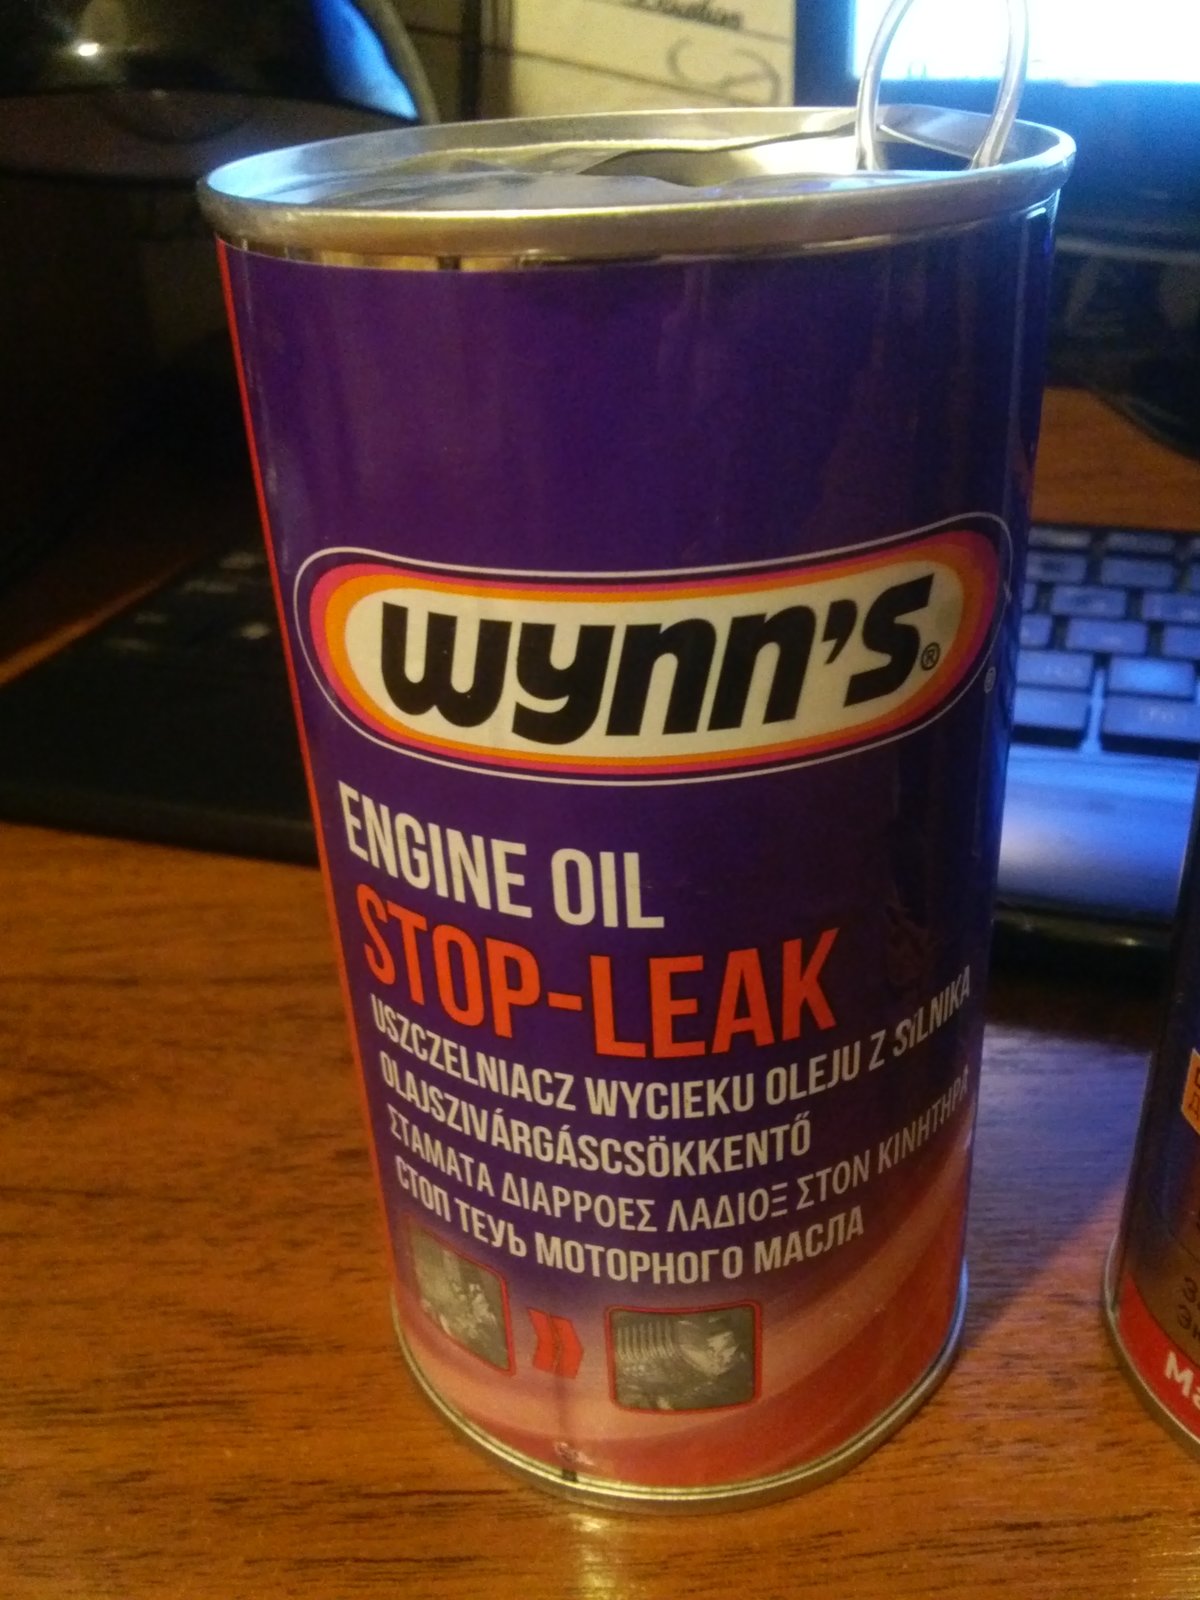 wynn's®
ENGINE OIL
STOP-LEAK
USZCZELNIACZ WYCIEKU OLEJU Z SILNIKA
OLAJSZIVÁRGÁSCSÖKKENTŐ
ΣΤΑΜΑΤΑ ΔΙΑΡΡΟΕΣ ΛΑΔΙΟΞ ΣΤΟΝ ΚΙΝΗΤΗΡΑ
СТОП ТЕУЬ МОТОРНОГО МАСЛА